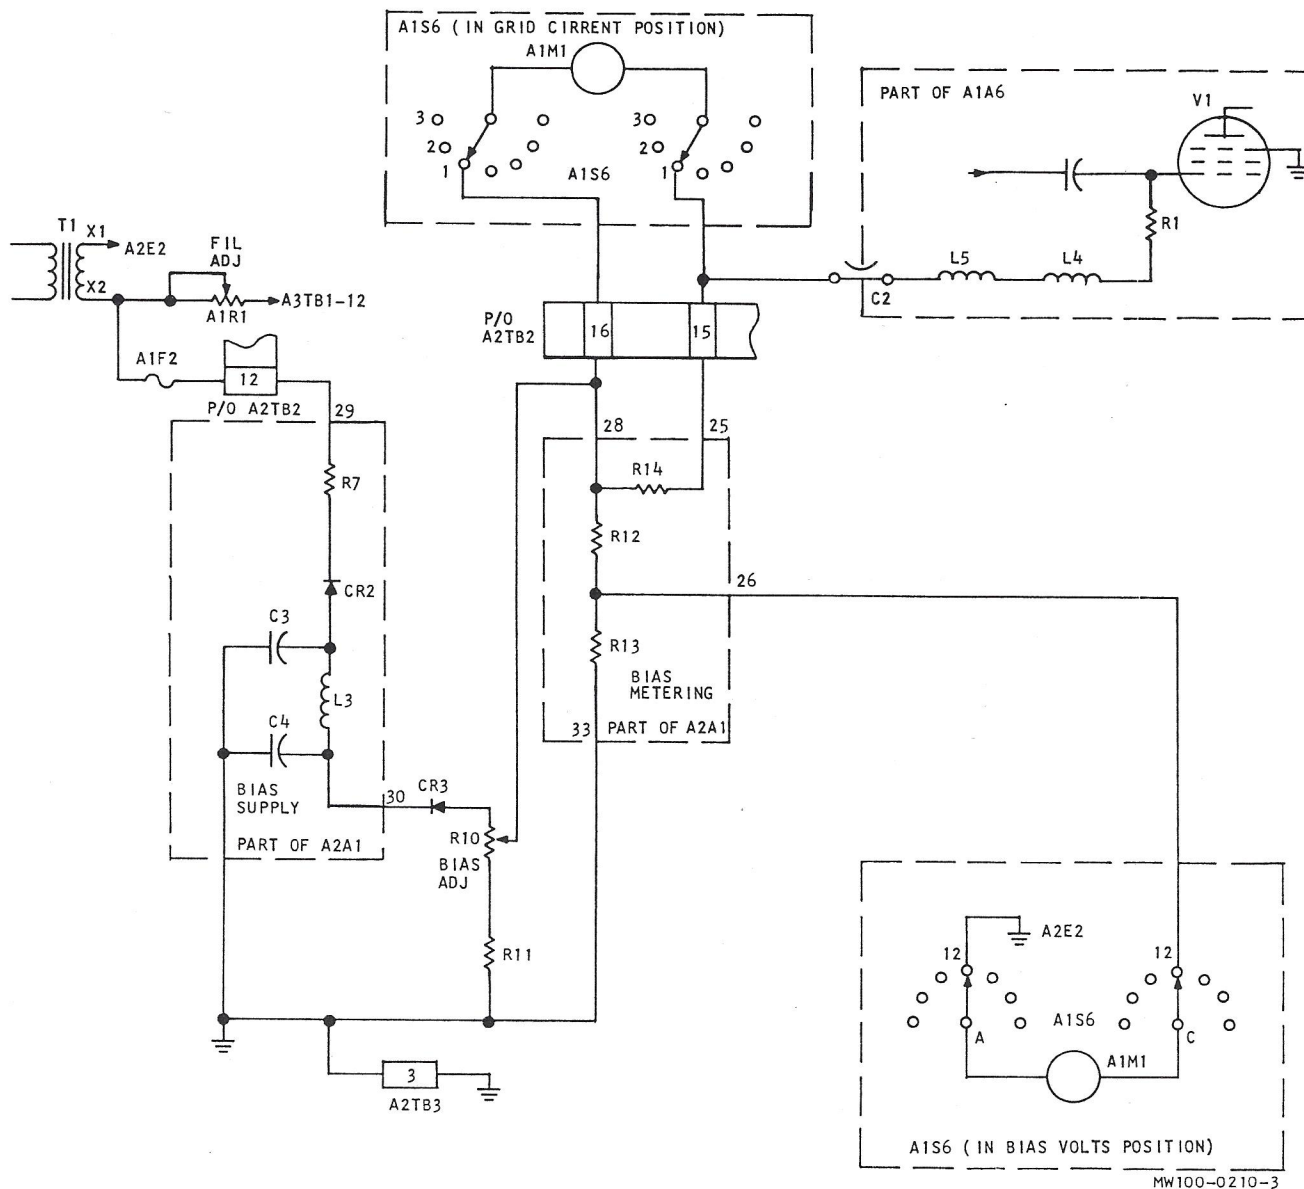 A1S6 (IN GRID CIRRENT POSITION)
A1M1
3
2
1
3
2
1
A1S6
PART OF A1A6
V1
R1
L5
L4
C2
T1
X1
A2E2
X2
FIL
ADJ
A1R1
A3TB1-12
A1F2
12
P/O A2TB2
P/O
A2TB2
16
15
29
R7
CR2
C3
L3
C4
BIAS
SUPPLY
30
PART OF A2A1
CR3
R10
BIAS
ADJ
R11
28
25
R14
R12
26
R13
BIAS
METERING
33
PART OF A2A1
3
A2TB3
A2E2
12
12
A1S6
A
C
A1M1
A1S6 (IN BIAS VOLTS POSITION)
MW100-0210-3